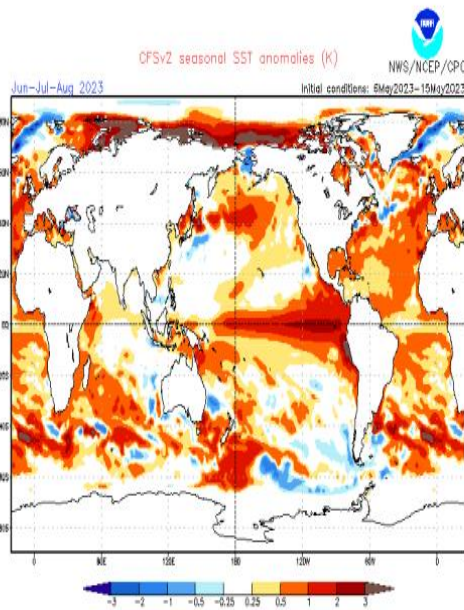 NOAA
CFSv2 seasonal SST anomalies (K)
NWS/NCEP/CPC
Jun-Jul-Aug 2023
Initial conditions: 6May2023-15May2023
0 60E 120E 180 120W 60W 0
-3 -2 -1 -0.5 -0.25 0.25 0.5 1 2 3